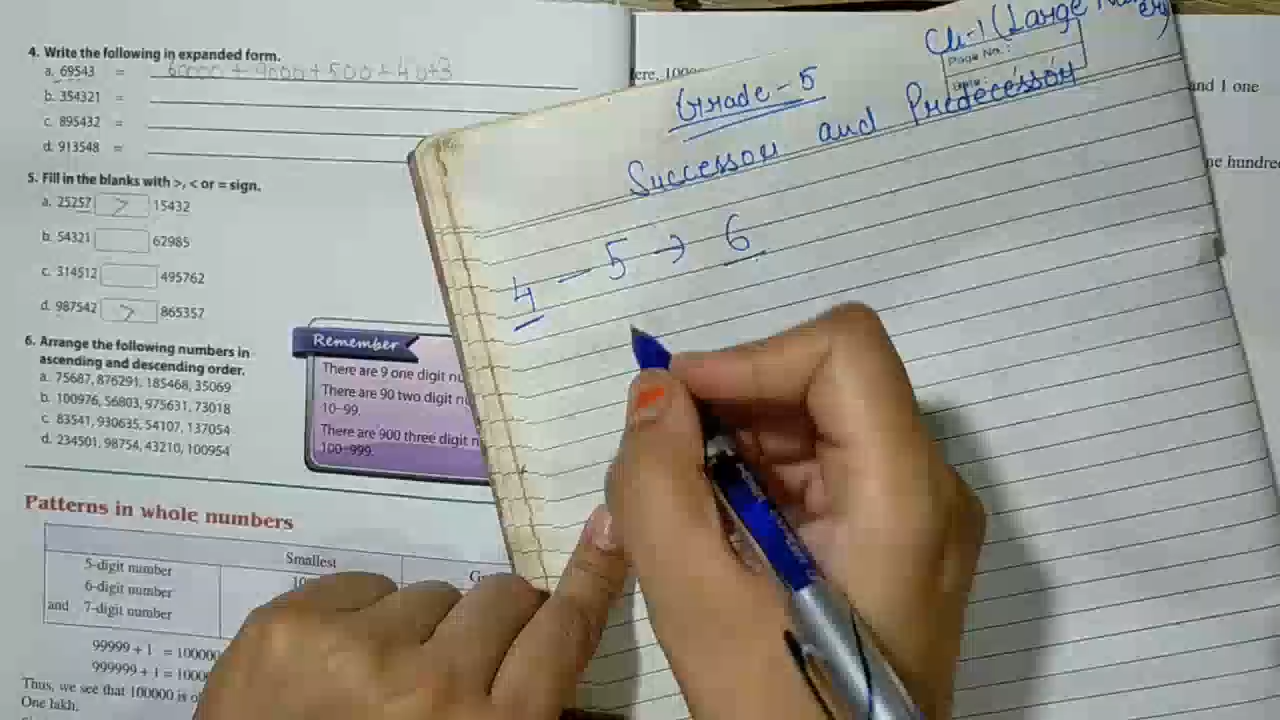 4. Write the following in expanded form.
a. 69543 = 60000 + 9000 + 500 + 40+3
b. 354321 =
c. 895432 =
d. 913548 =
5. Fill in the blanks with >, < or = sign.
a. 25257 > 15432
b. 54321 62985
c. 314512 495762
d. 987542 > 865357
6. Arrange the following numbers in
ascending and descending order.
a. 75687, 876291, 185468, 35069
b. 100976, 56803, 975631, 73018
c. 83541, 930635, 54107, 137054
d. 234501, 98754, 43210, 100954
Remember
There are 9 one digit
There are 90 two digit
10–99.
There are 900 three digit
100–999.
Patterns in whole numbers
Smallest
5-digit number
6-digit number
and 7-digit number
99999 + 1 = 100000
999999 + 1 =
Thus, we see that 100000 is
One lakh.
Ch-1 (Large
Page No.:
Grade - 5
Successor and Predecessor
4 - 5 → 6
and 1 one